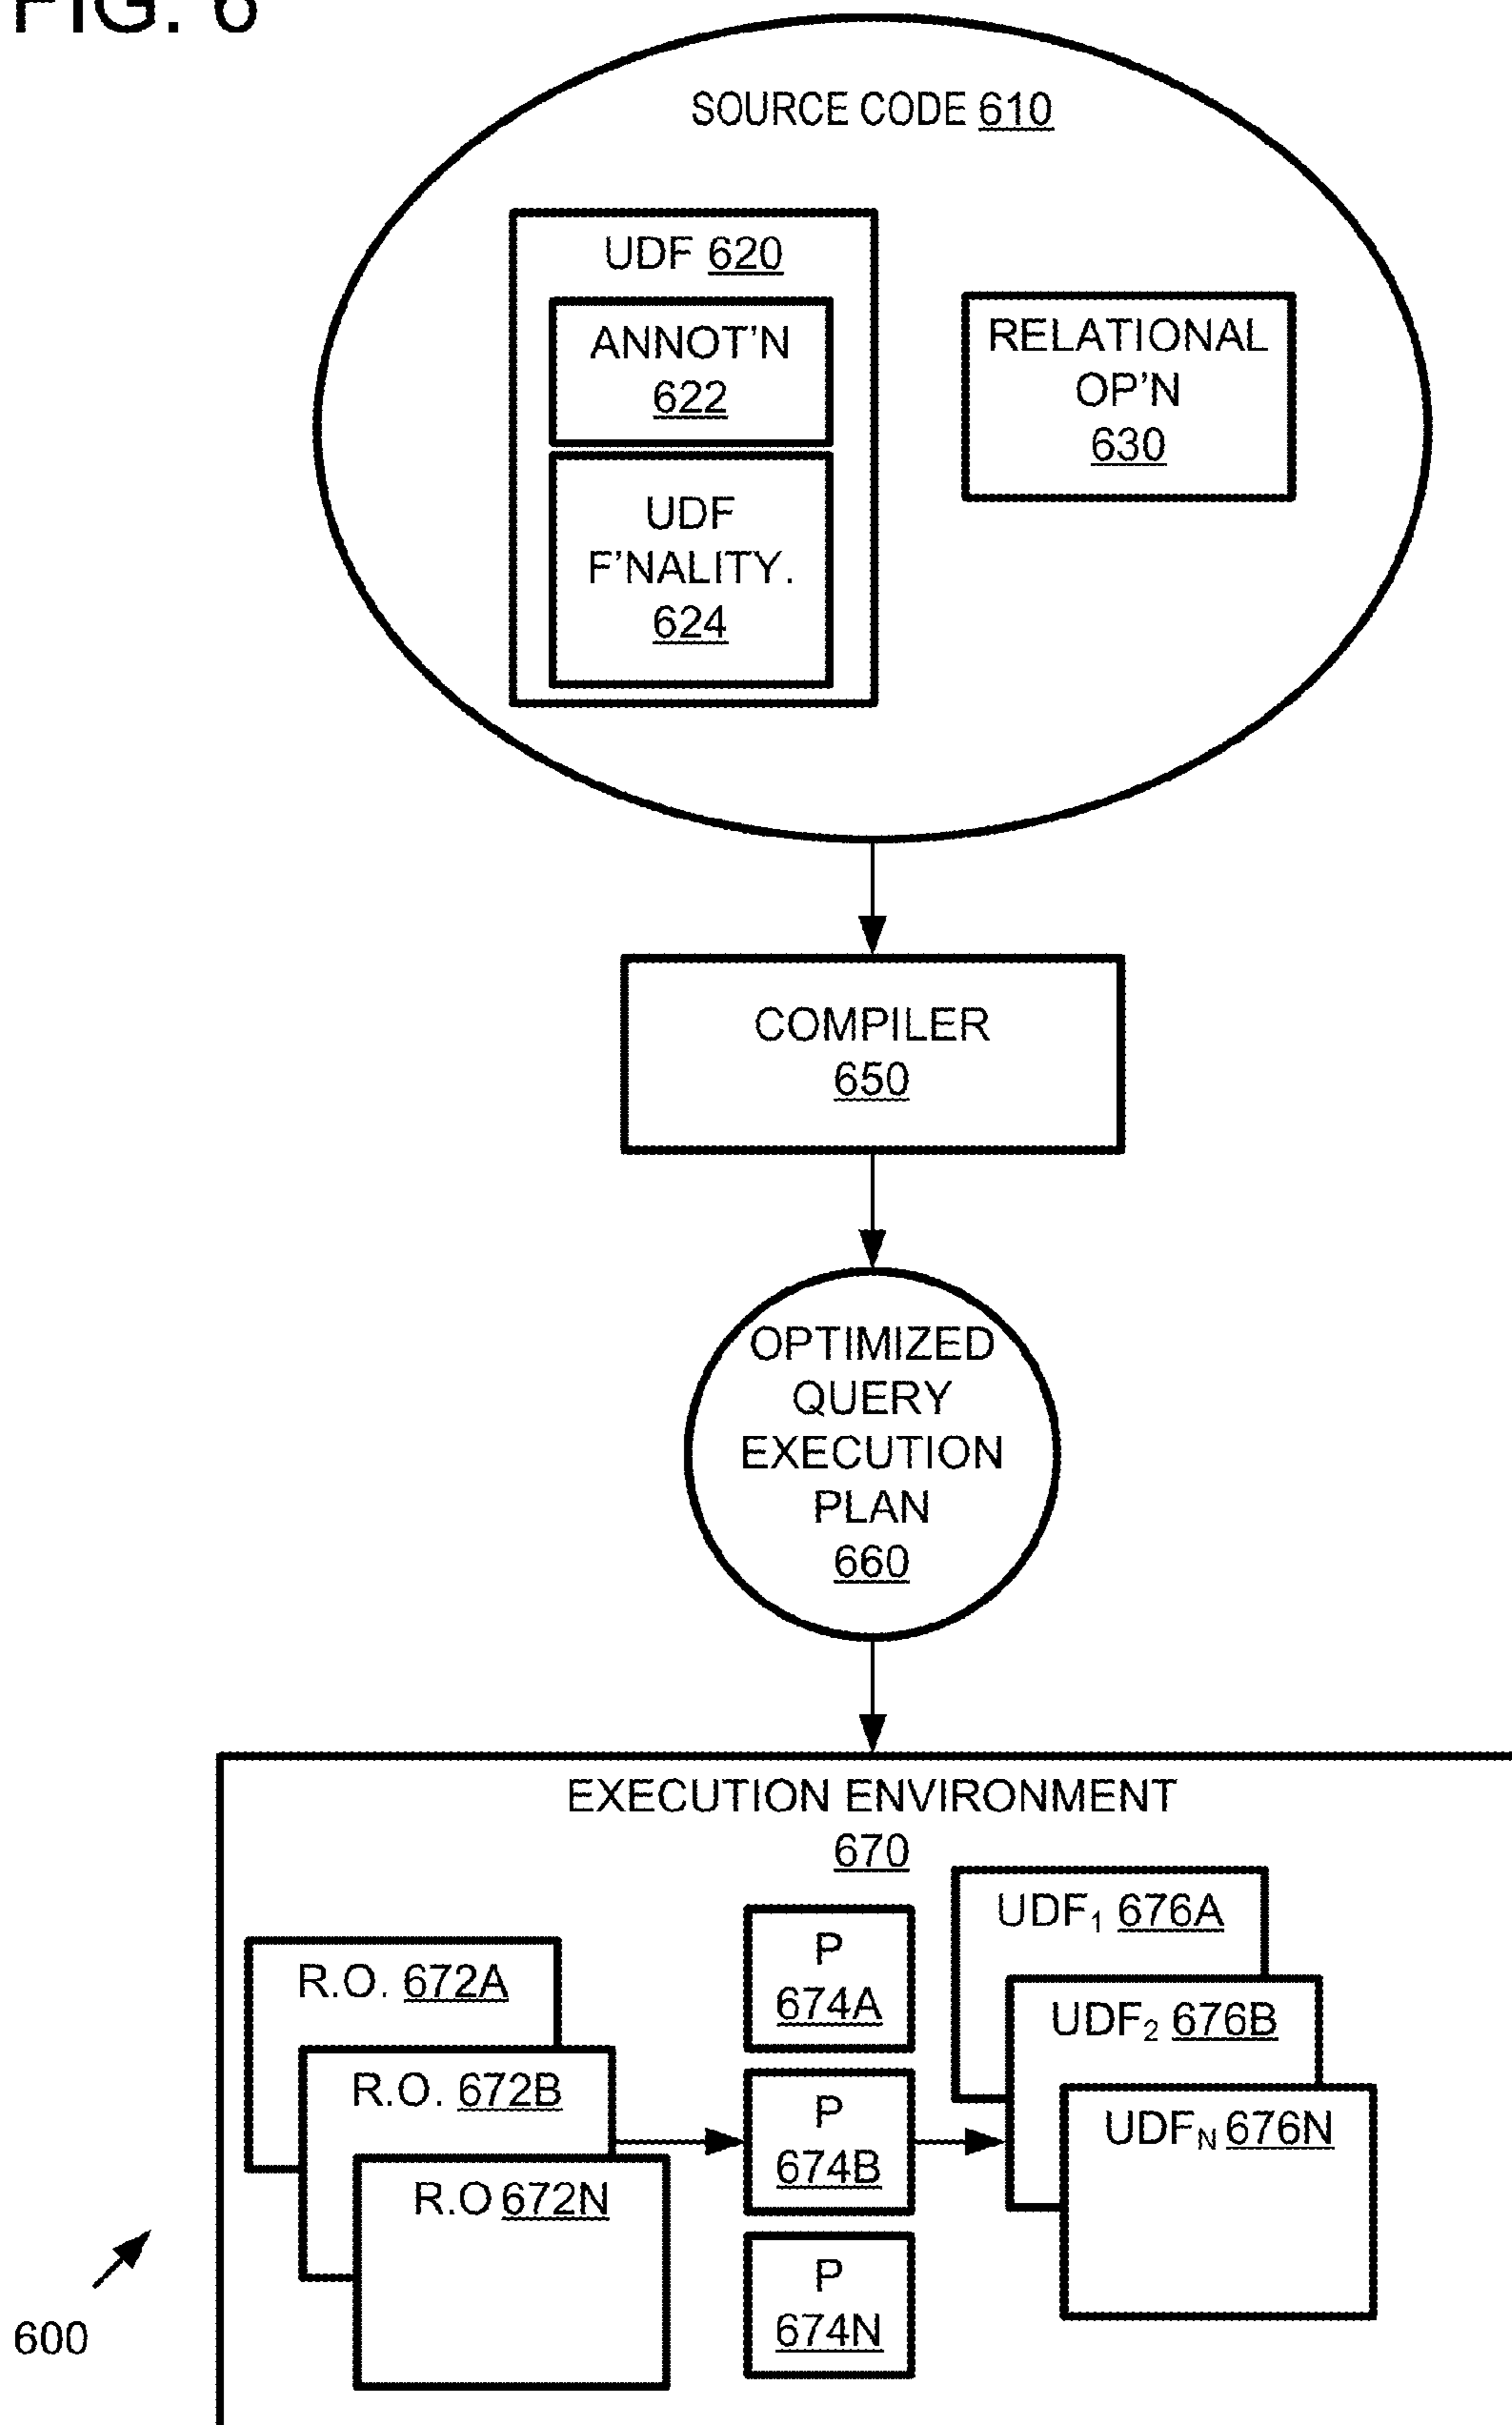 FIG. 6
SOURCE CODE 610
UDF 620
ANNOT'N
622
UDF
F'NALITY.
624
RELATIONAL
OP'N
630
COMPILER
650
OPTIMIZED
QUERY
EXECUTION
PLAN
660
EXECUTION ENVIRONMENT
670
R.O. 672A
R.O. 672B
R.O 672N
P
674A
P
674B
P
674N
UDF₁ 676A
UDF₂ 676B
UDF_N 676N
600